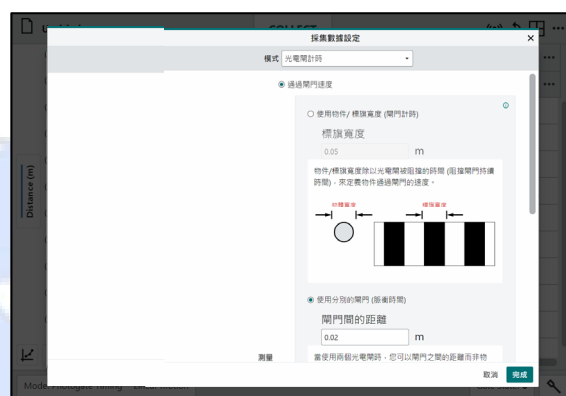 COLLECT
採集數據設定
模式 光電閘計時
通過閘門速度
使用物件/ 標旗寬度 (閘門計時)
標旗寬度
0.05 m
物件/標旗寬度除以光電閘被阻擋的時間 (阻擋閘門持續
時間)，來定義物件通過閘門的速度。
物體寬度 標旗寬度
Distance (m)
使用分別的閘門 (脈衝時間)
閘門間的距離
0.02 m
測量 當使用兩個光電閘時，您可以閘門之間的距離而非物
取消 完成
Mode: Photogate Timing